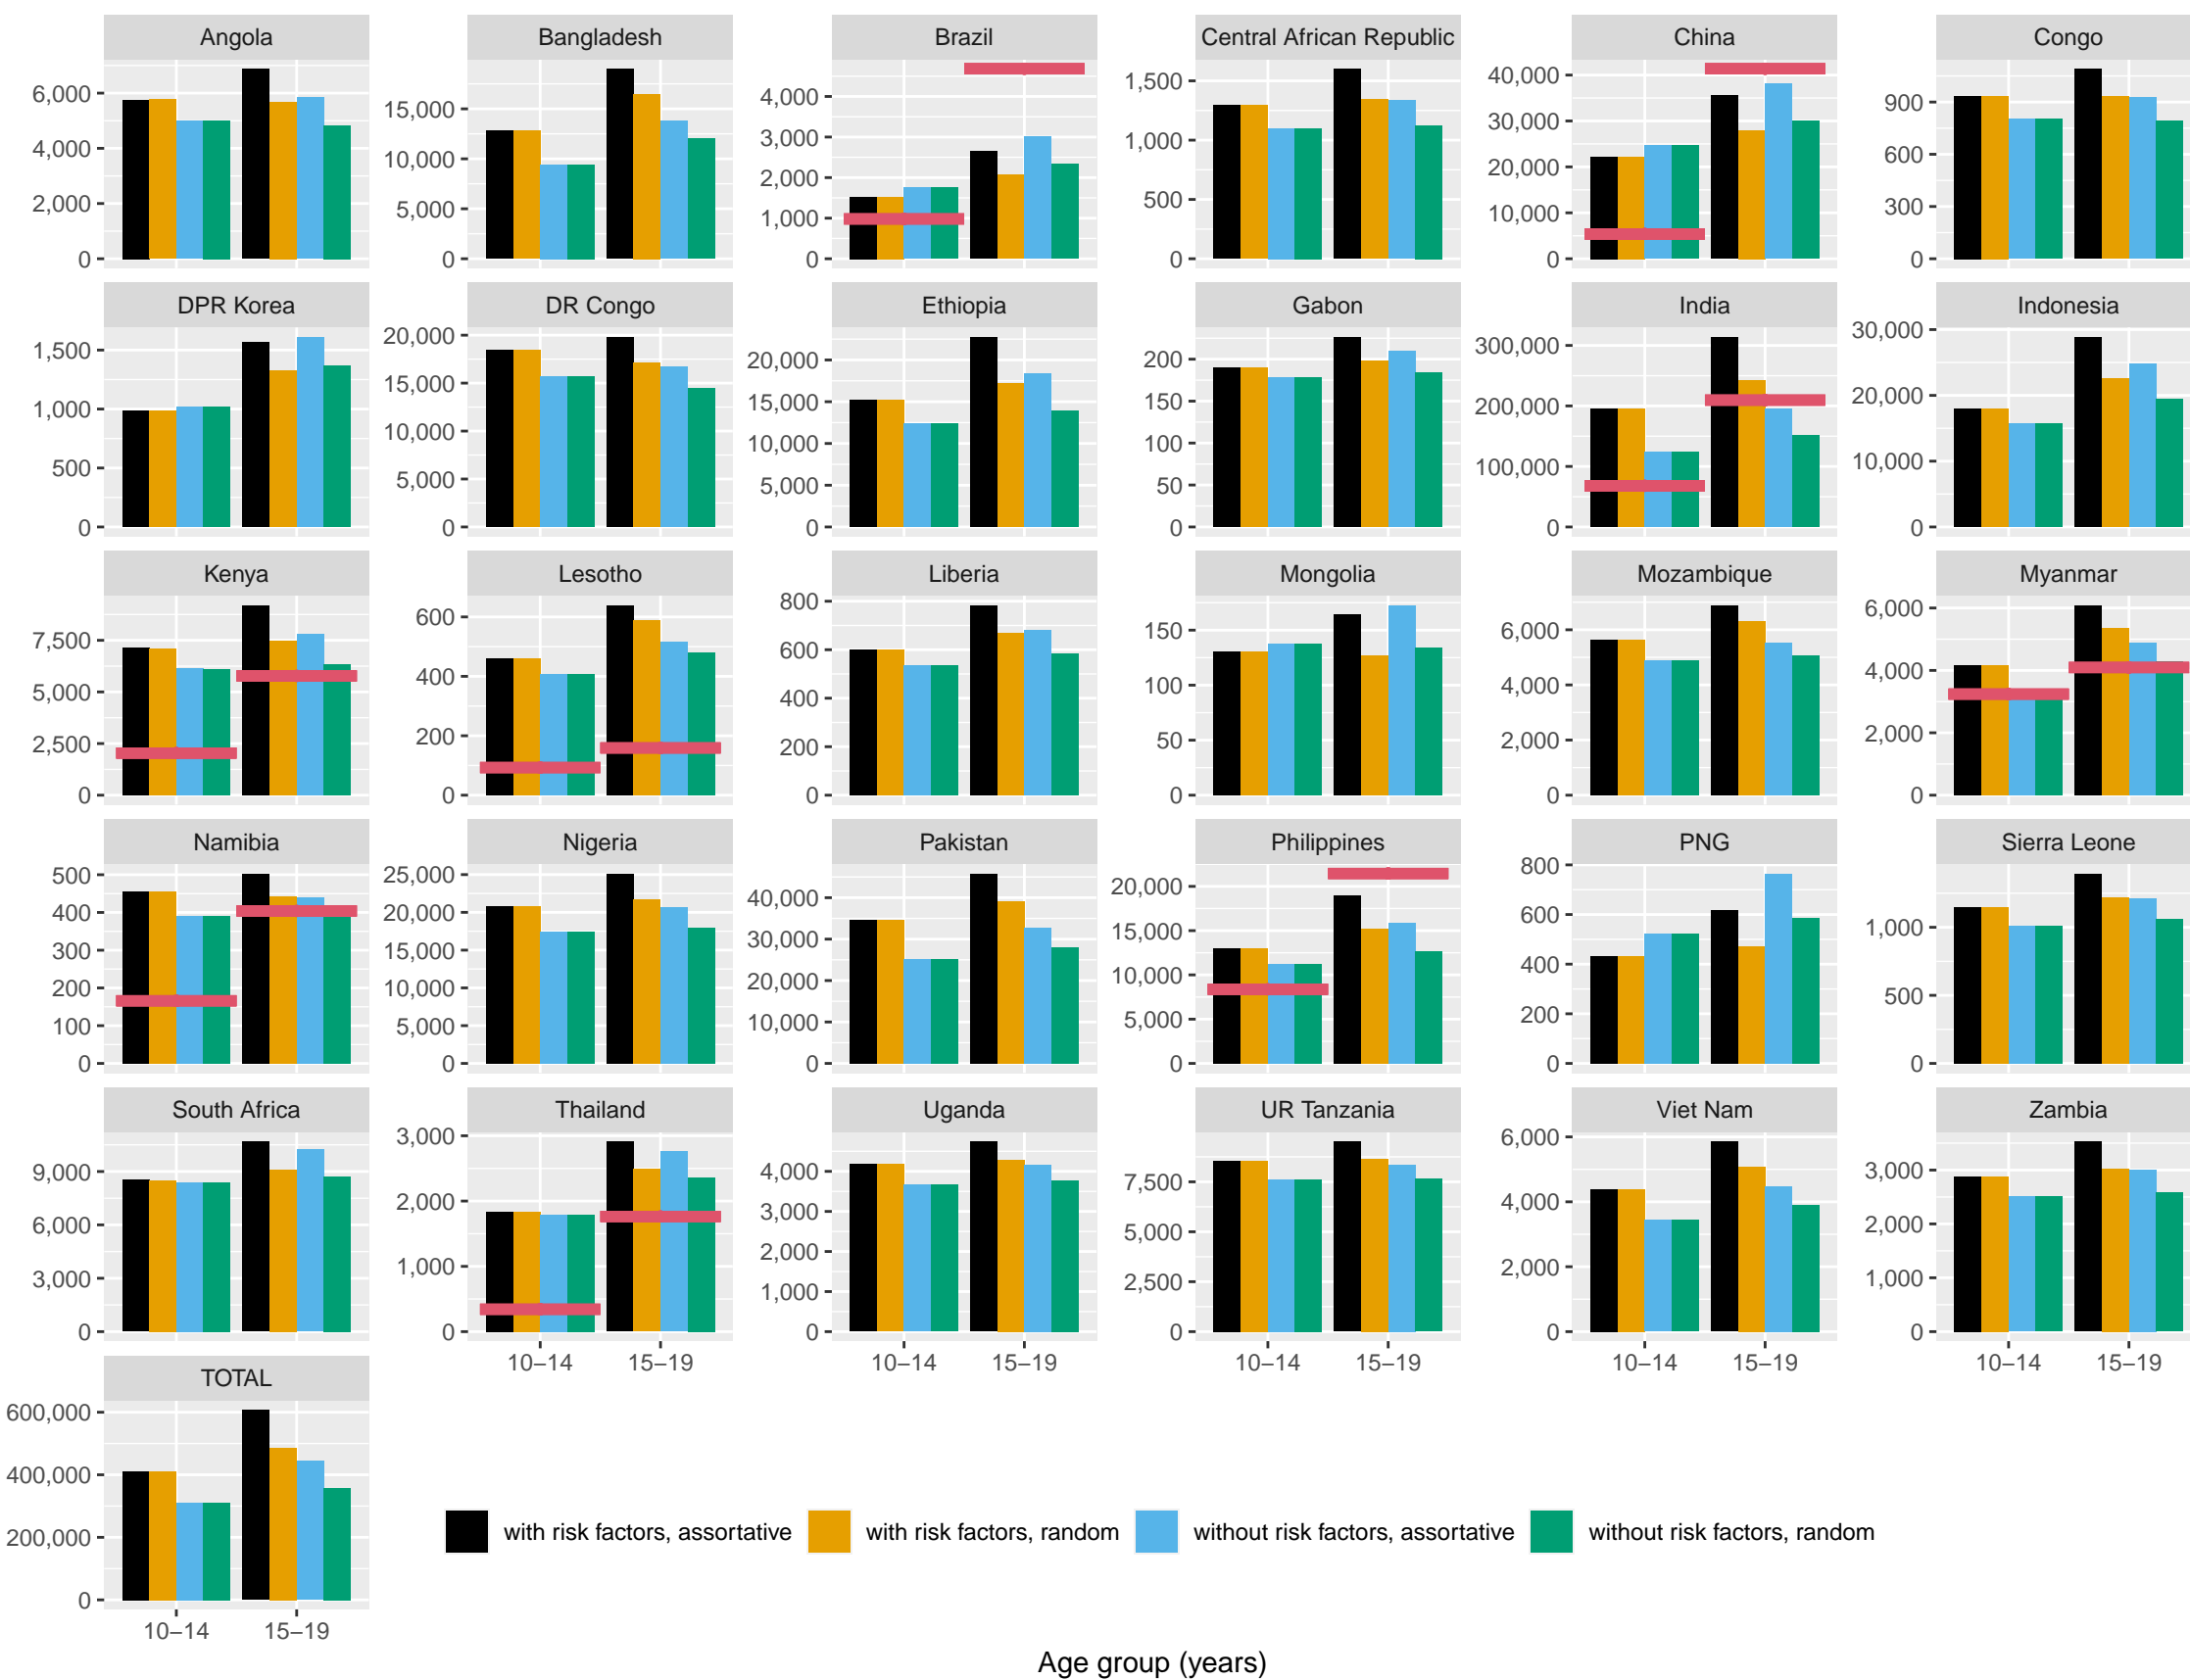 Angola Bangladesh Brazil Central African Republic China Congo
6,000 4,000 2,000 0
15,000 10,000 5,000 0
4,000 3,000 2,000 1,000 0
1,500 1,000 500 0
40,000 30,000 20,000 10,000 0
900 600 300 0
DPR Korea DR Congo Ethiopia Gabon India Indonesia
1,500 1,000 500 0
20,000 15,000 10,000 5,000 0
20,000 15,000 10,000 5,000 0
200 150 100 50 0
300,000 200,000 100,000 0
30,000 20,000 10,000 0
Kenya Lesotho Liberia Mongolia Mozambique Myanmar
7,500 5,000 2,500 0
600 400 200 0
800 600 400 200 0
150 100 50 0
6,000 4,000 2,000 0
6,000 4,000 2,000 0
Namibia Nigeria Pakistan Philippines PNG Sierra Leone
500 400 300 200 100 0
25,000 20,000 15,000 10,000 5,000 0
40,000 30,000 20,000 10,000 0
20,000 15,000 10,000 5,000 0
800 600 400 200 0
1,000 500 0
South Africa Thailand Uganda UR Tanzania Viet Nam Zambia
9,000 6,000 3,000 0
3,000 2,000 1,000 0
4,000 3,000 2,000 1,000 0
7,500 5,000 2,500 0
6,000 4,000 2,000 0
3,000 2,000 1,000 0
10–14 15–19 10–14 15–19 10–14 15–19 10–14 15–19 10–14 15–19
TOTAL
600,000 400,000 200,000 0
10–14 15–19
with risk factors, assortative with risk factors, random without risk factors, assortative without risk factors, random
Age group (years)